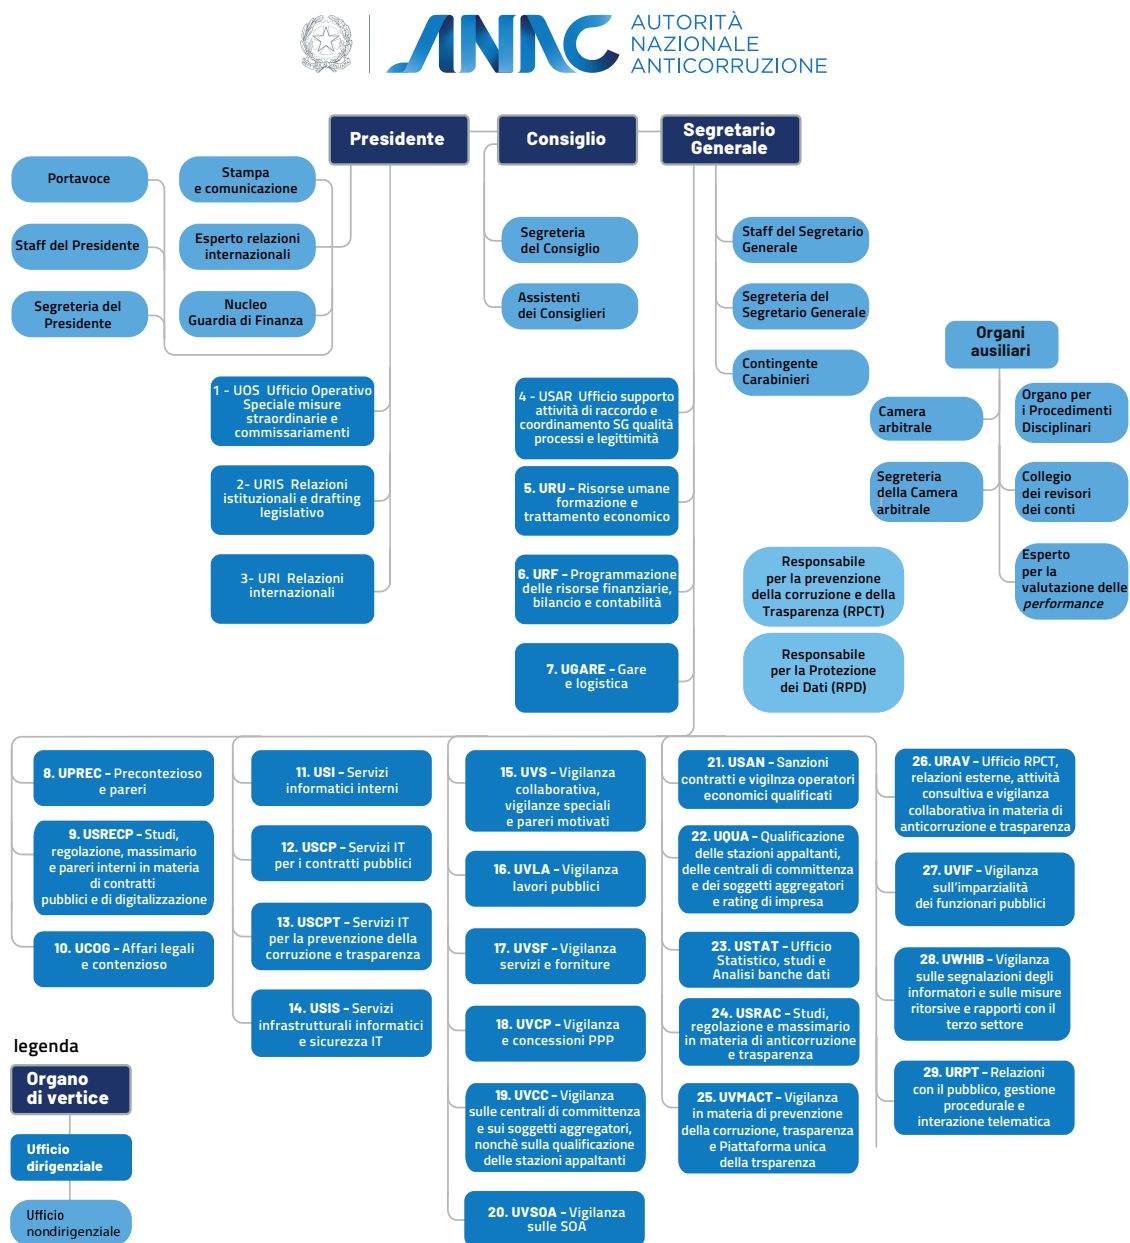 ANAC
AUTORITÀ
NAZIONALE
ANTICORRUZIONE
Presidente
Consiglio
Segretario
Generale
Portavoce
Stampa
e comunicazione
Staff del Presidente
Esperto relazioni
internazionali
Segreteria del
Presidente
Nucleo
Guardia di Finanza
Segreteria
del Consiglio
Assistenti
dei Consiglieri
Staff del Segretario
Generale
Segreteria del
Segretario Generale
Contingente
Carabinieri
Organi
ausiliari
Camera
arbitrale
Organo per
i Procedimenti
Disciplinari
Segreteria
della Camera
arbitrale
Collegio
dei revisori
dei conti
Esperto
per la
valutazione delle
performance
1 - UOS Ufficio Operativo
Speciale misure
straordinarie e
commissariamenti
2- URIS Relazioni
istituzionali e drafting
legislativo
3- URI Relazioni
internazionali
4 - USAR Ufficio supporto
attività di raccordo e
coordinamento SG qualità
processi e legittimità
5. URU - Risorse umane
formazione e
trattamento economico
6. URF - Programmazione
delle risorse finanziarie,
bilancio e contabilità
7. UGARE - Gare
e logistica
Responsabile
per la prevenzione
della corruzione e della
Trasparenza (RPCT)
Responsabile
per la Protezione
dei Dati (RPD)
8. UPREC - Precontezioso
e pareri
9. USRECP - Studi,
regolazione, massimario
e pareri interni in materia
di contratti
pubblici e di digitalizzazione
10. UCOG - Affari legali
e contenzioso
11. USI - Servizi
informatici interni
12. USCP - Servizi IT
per i contratti pubblici
13. USCPT - Servizi IT
per la prevenzione della
corruzione e trasparenza
14. USIS - Servizi
infrastrutturali informatici
e sicurezza IT
15. UVS - Vigilanza
collaborativa,
vigilanze speciali
e pareri motivati
16. UVLA - Vigilanza
lavori pubblici
17. UVSF - Vigilanza
servizi e forniture
18. UVCP - Vigilanza
e concessioni PPP
19. UVCC - Vigilanza
sulle centrali di committenza
e sui soggetti aggregatori,
nonchè sulla qualificazione
delle stazioni appaltanti
20. UVSOA - Vigilanza
sulle SOA
21. USAN - Sanzioni
contratti e vigilnza operatori
economici qualificati
22. UQUA - Qualificazione
delle stazioni appaltanti,
delle centrali di committenza
e dei soggetti aggregatori
e rating di impresa
23. USTAT - Ufficio
Statistico, studi e
Analisi banche dati
24. USRAC - Studi,
regolazione e massimario
in materia di anticorruzione
e trasparenza
25. UVMACT - Vigilanza
in materia di prevenzione
della corruzione, trasparenza
e Piattaforma unica
della trsparenza
26. URAV - Ufficio RPCT,
relazioni esterne, attività
consultiva e vigilanza
collaborativa in materia di
anticorruzione e trasparenza
27. UVIF - Vigilanza
sull'imparzialità
dei funzionari pubblici
28. UWHIB - Vigilanza
sulle segnalazioni degli
informatori e sulle misure
ritorsive e rapporti con il
terzo settore
29. URPT - Relazioni
con il pubblico, gestione
procedurale e
interazione telematica
legenda
Organo
di vertice
Ufficio
dirigenziale
Ufficio
nondirigenziale